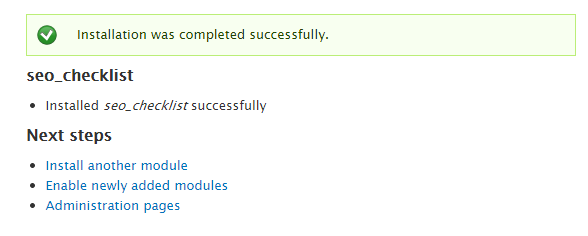 Installation was completed successfully.
seo_checklist
Installed seo_checklist successfully
Next steps
Install another module
Enable newly added modules
Administration pages